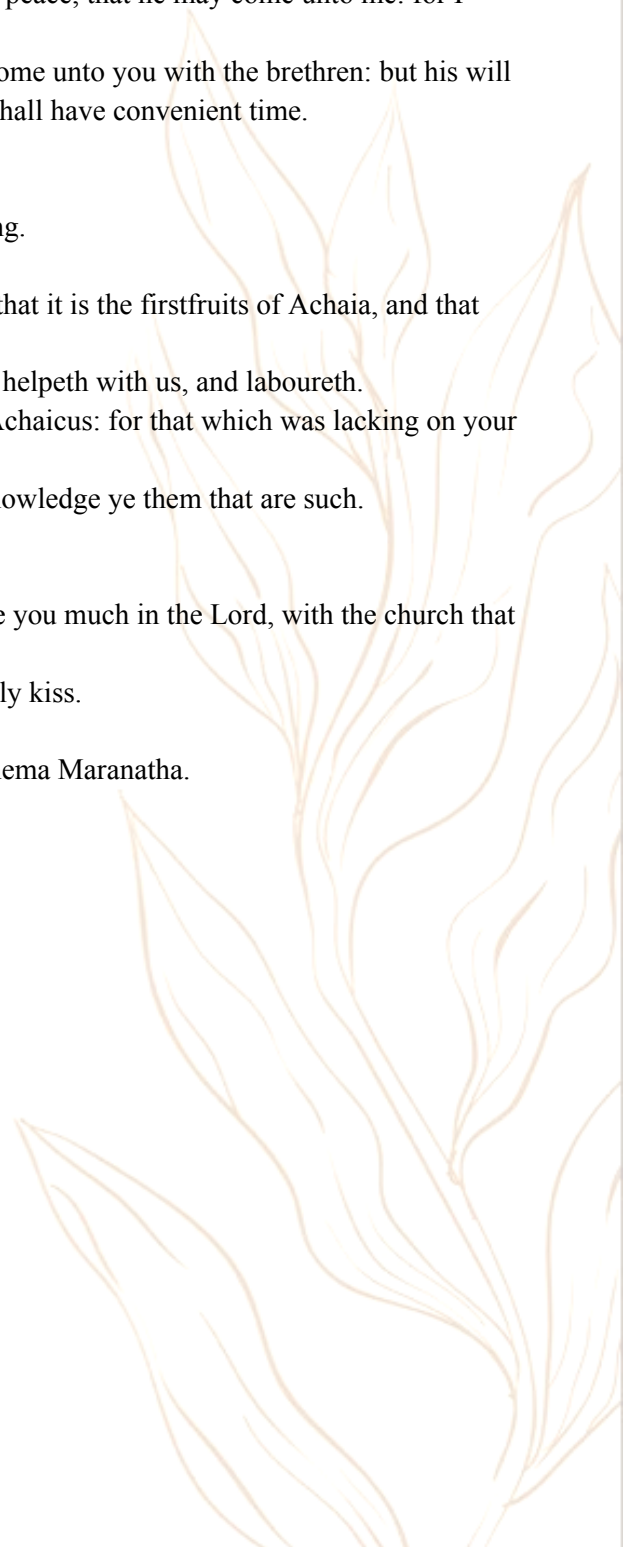 peace, that he may come unto me: for I
ome unto you with the brethren: but his will
hall have convenient time.
ng.
that it is the firstfruits of Achaia, and that
helpeth with us, and laboureth.
Achaicus: for that which was lacking on your
nowledge ye them that are such.
e you much in the Lord, with the church that
ly kiss.
hema Maranatha.